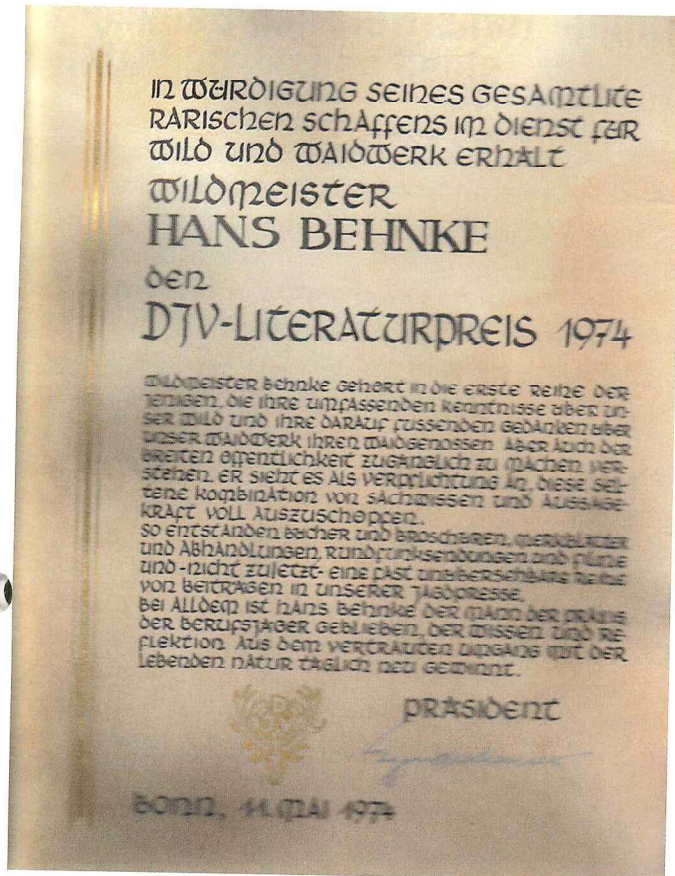 IN WÜRDIGUNG SEINES GESAMTLITE
RARISCHEN SCHAFFENS IM DIENST FÜR
WILD UND WAIDWERK ERHÄLT
WILDMEISTER
HANS BEHNKE
DEN
DJV-LITERATURPREIS 1974
WILDMEISTER BEHNKE GEHÖRT IN DIE ERSTE REIHE DER
JENIGEN, DIE IHRE UMFASSENDEN KENNTNISSE ÜBER UN-
SER WILD UND IHRE DARAUF FUSSENDEN GEDANKEN ÜBER
UNSER WAIDWERK IHREN WAIDGENOSSEN, ABER AUCH DER
BREITEN ÖFFENTLICHKEIT ZUGÄNGLICH ZU MACHEN VER-
STEHEN. ER SIEHT ES ALS VERPFLICHTUNG AN, DIESE SEL-
TENE KOMBINATION VON SACHWISSEN UND AUSSAGE-
KRAFT VOLL AUSZUSCHÖPFEN.
SO ENTSTANDEN BÜCHER UND BROSCHÜREN, MERKBLÄTTER
UND ABHANDLUNGEN, RUNDFUNKSENDUNGEN UND FILME
UND -NICHT ZULETZT- EINE FAST UNÜBERSEHBARE REIHE
VON BEITRÄGEN IN UNSERER JAGDPRESSE.
BEI ALLDEM IST HANS BEHNKE DER MANN DER PRAXIS
DER BERUFSJÄGER GEBLIEBEN, DER WISSEN UND RE-
FLEKTION AUS DEM VERTRAUTEN UMGANG MIT DER
LEBENDEN NATUR TÄGLICH NEU GEWINNT.
PRÄSIDENT
BONN, 11. MAI 1974